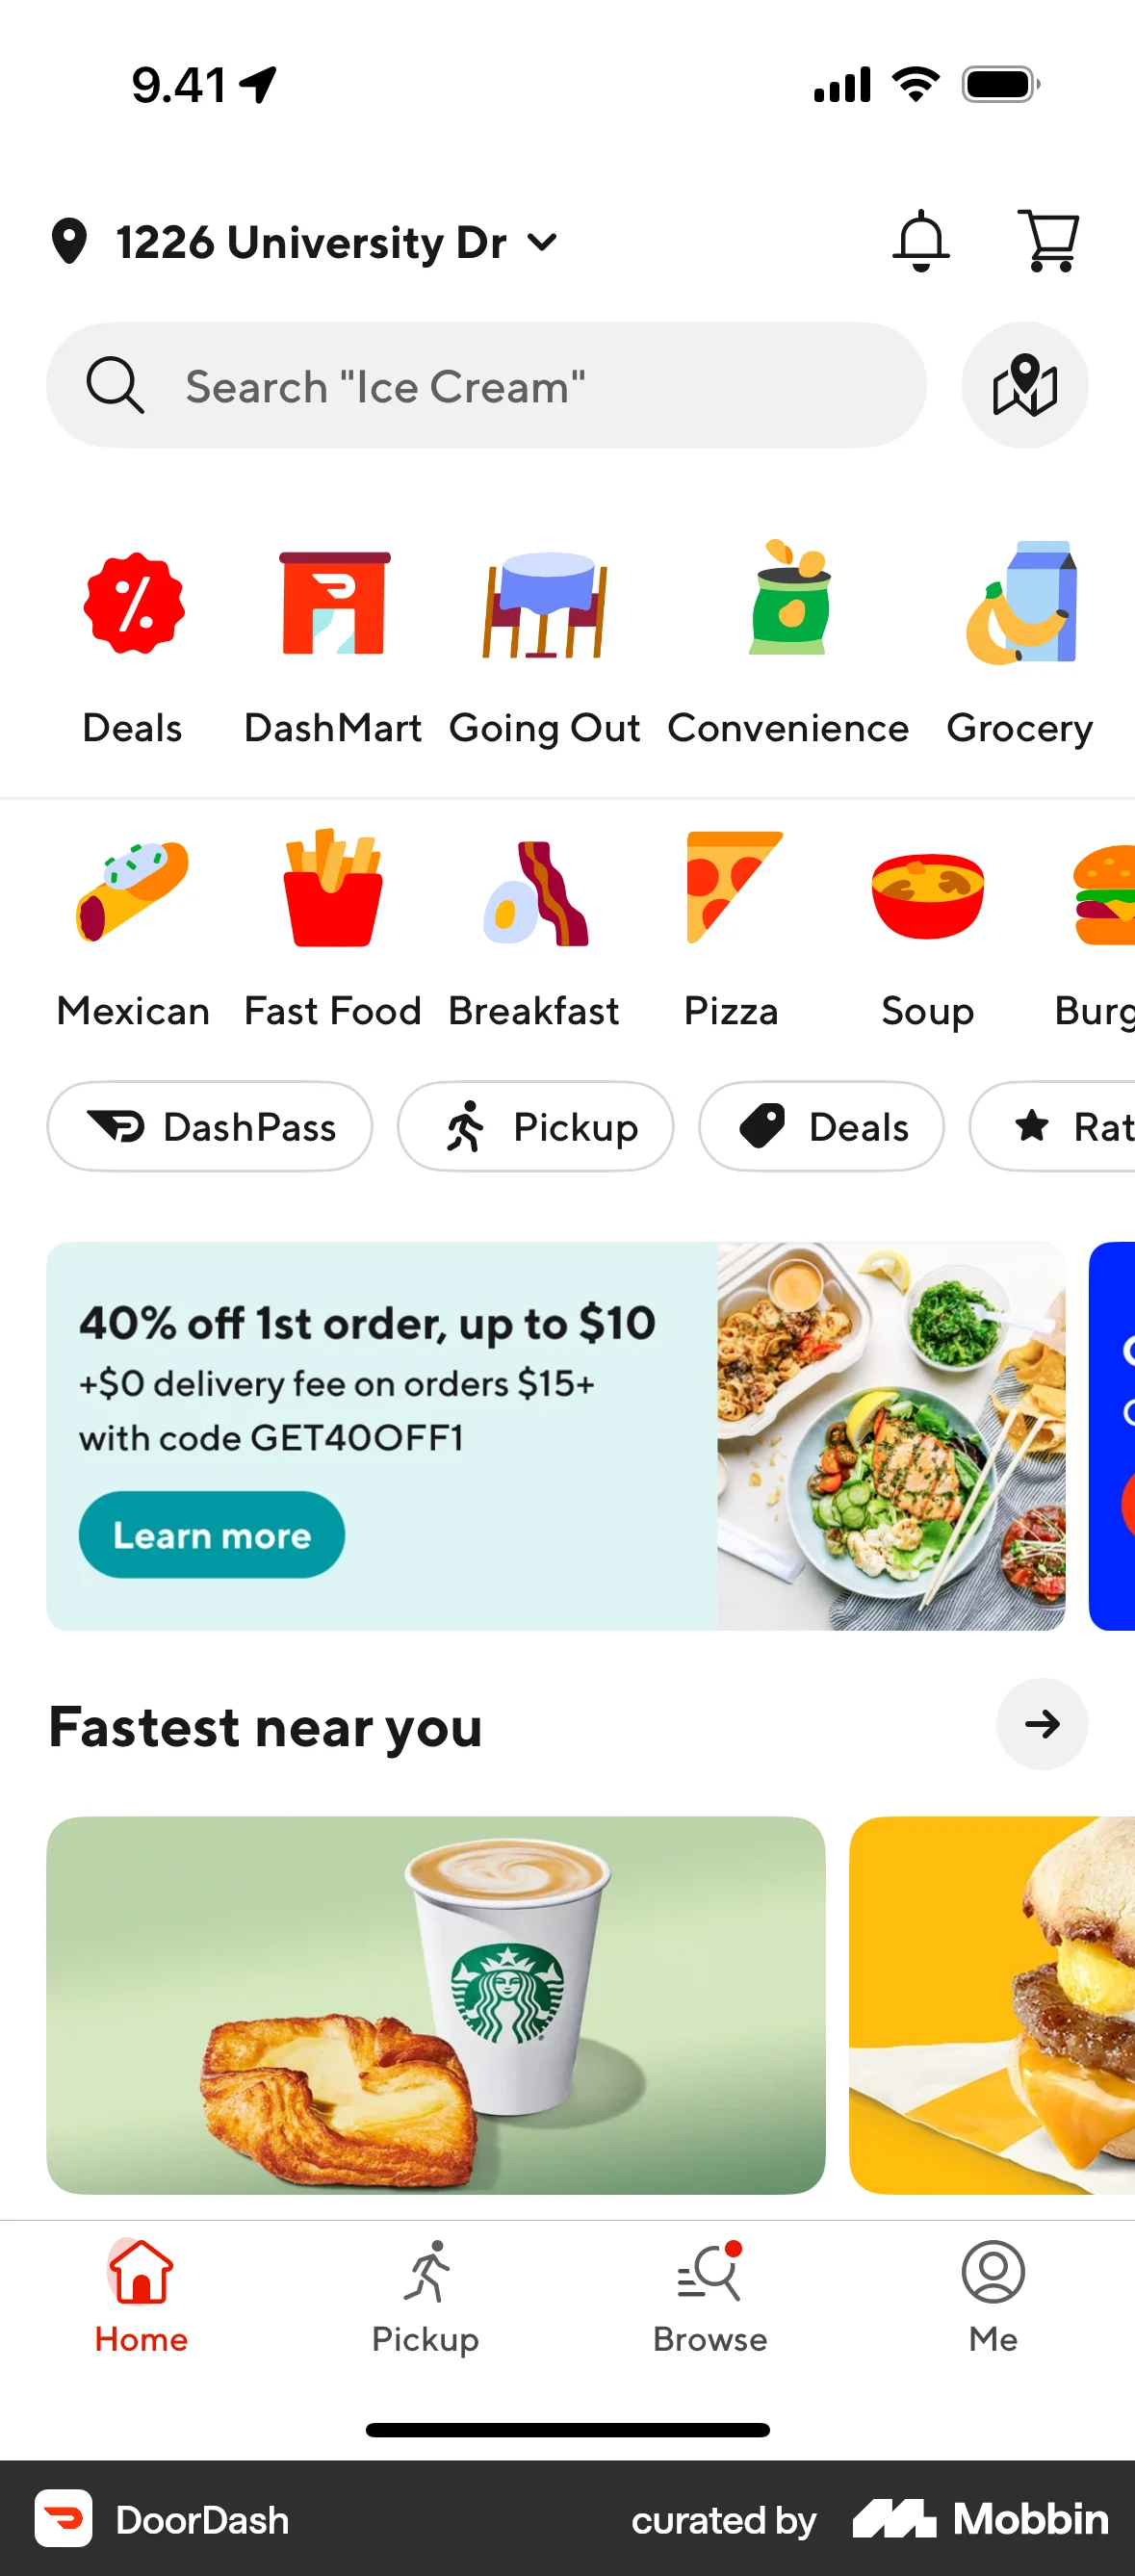 9.41
1226 University Dr
Search "Ice Cream"
Deals DashMart Going Out Convenience Grocery
Mexican Fast Food Breakfast Pizza Soup Burg
DashPass Pickup Deals Rat
40% off 1st order, up to $10
+$0 delivery fee on orders $15+
with code GET40OFF1
Learn more
Fastest near you
Home Pickup Browse Me
DoorDash curated by Mobbin